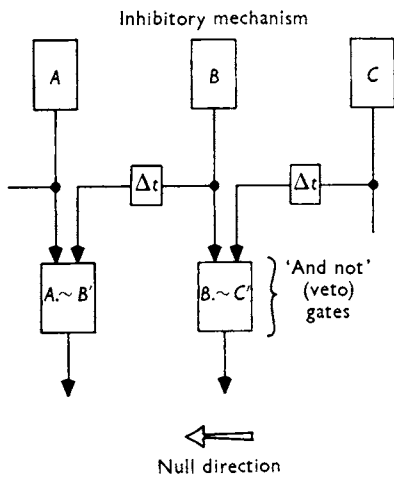 Inhibitory mechanism
A B C
Δt Δt
A.~ B' B.~ C'
'And not'
(veto)
gates
Null direction